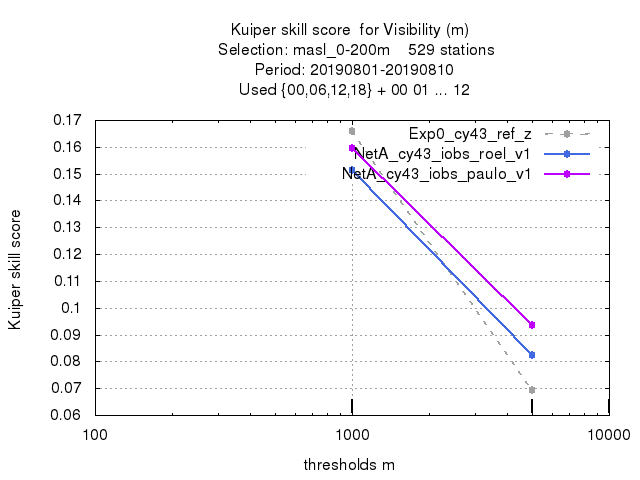 Kuiper skill score  for Visibility (m)
Selection: masl_0-200m    529 stations
Period: 20190801-20190810
Used {00,06,12,18} + 00 01 ... 12
Exp0_cy43_ref_z
NetA_cy43_iobs_roel_v1
NetA_cy43_iobs_paulo_v1
Kuiper skill score
0.17
0.16
0.15
0.14
0.13
0.12
0.11
0.1
0.09
0.08
0.07
0.06
100
1000
10000
thresholds m